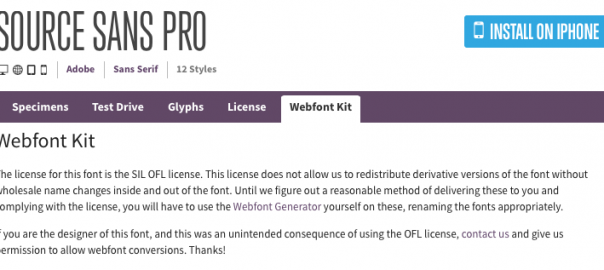 SOURCE SANS PRO
INSTALL ON IPHONE
Adobe Sans Serif 12 Styles
Specimens Test Drive Glyphs License Webfont Kit
Webfont Kit
The license for this font is the SIL OFL license. This license does not allow us to redistribute derivative versions of the font without
wholesale name changes inside and out of the font. Until we figure out a reasonable method of delivering these to you and
complying with the license, you will have to use the Webfont Generator yourself on these, renaming the fonts appropriately.
If you are the designer of this font, and this was an unintended consequence of using the OFL license, contact us and give us
permission to allow webfont conversions. Thanks!